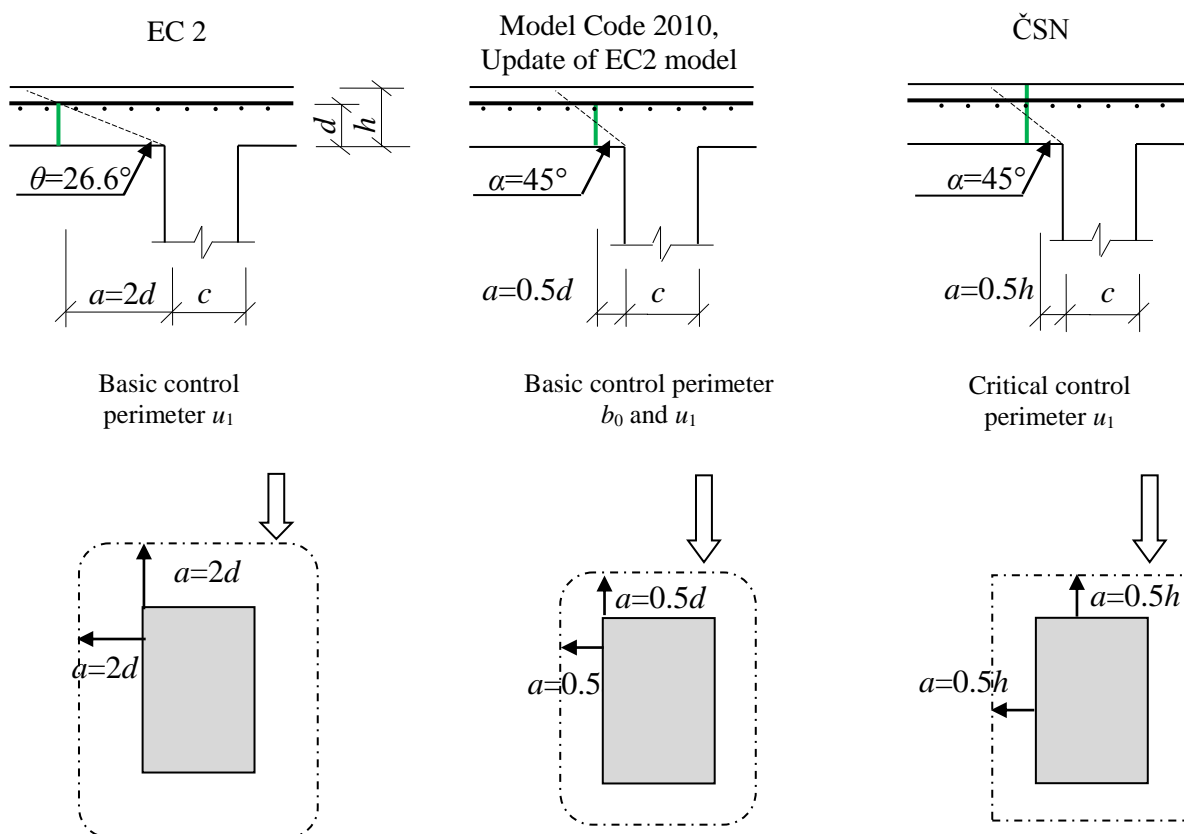 EC 2
Model Code 2010,
Update of EC2 model
ČSN
d
h
θ=26.6°
α=45°
α=45°
a=2d
c
a=0.5d
c
a=0.5h
c
Basic control
perimeter u₁
Basic control perimeter
b₀ and u₁
Critical control
perimeter u₁
a=2d
a=2d
a=0.5d
a=0.5
a=0.5h
a=0.5h